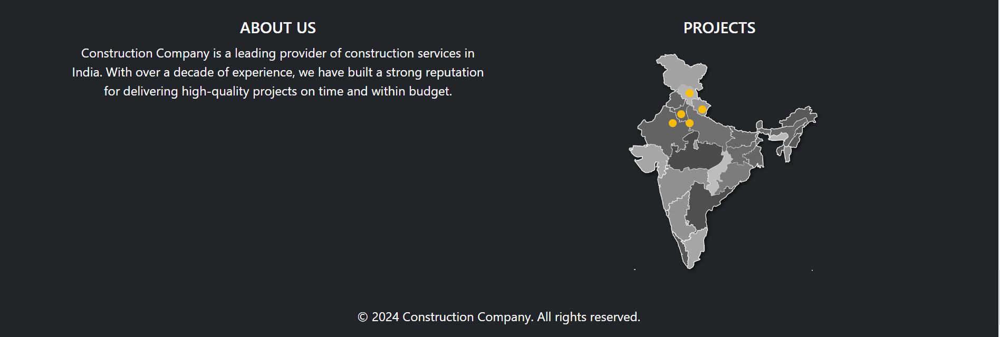 ABOUT US
Construction Company is a leading provider of construction services in
India. With over a decade of experience, we have built a strong reputation
for delivering high-quality projects on time and within budget.
PROJECTS
© 2024 Construction Company. All rights reserved.